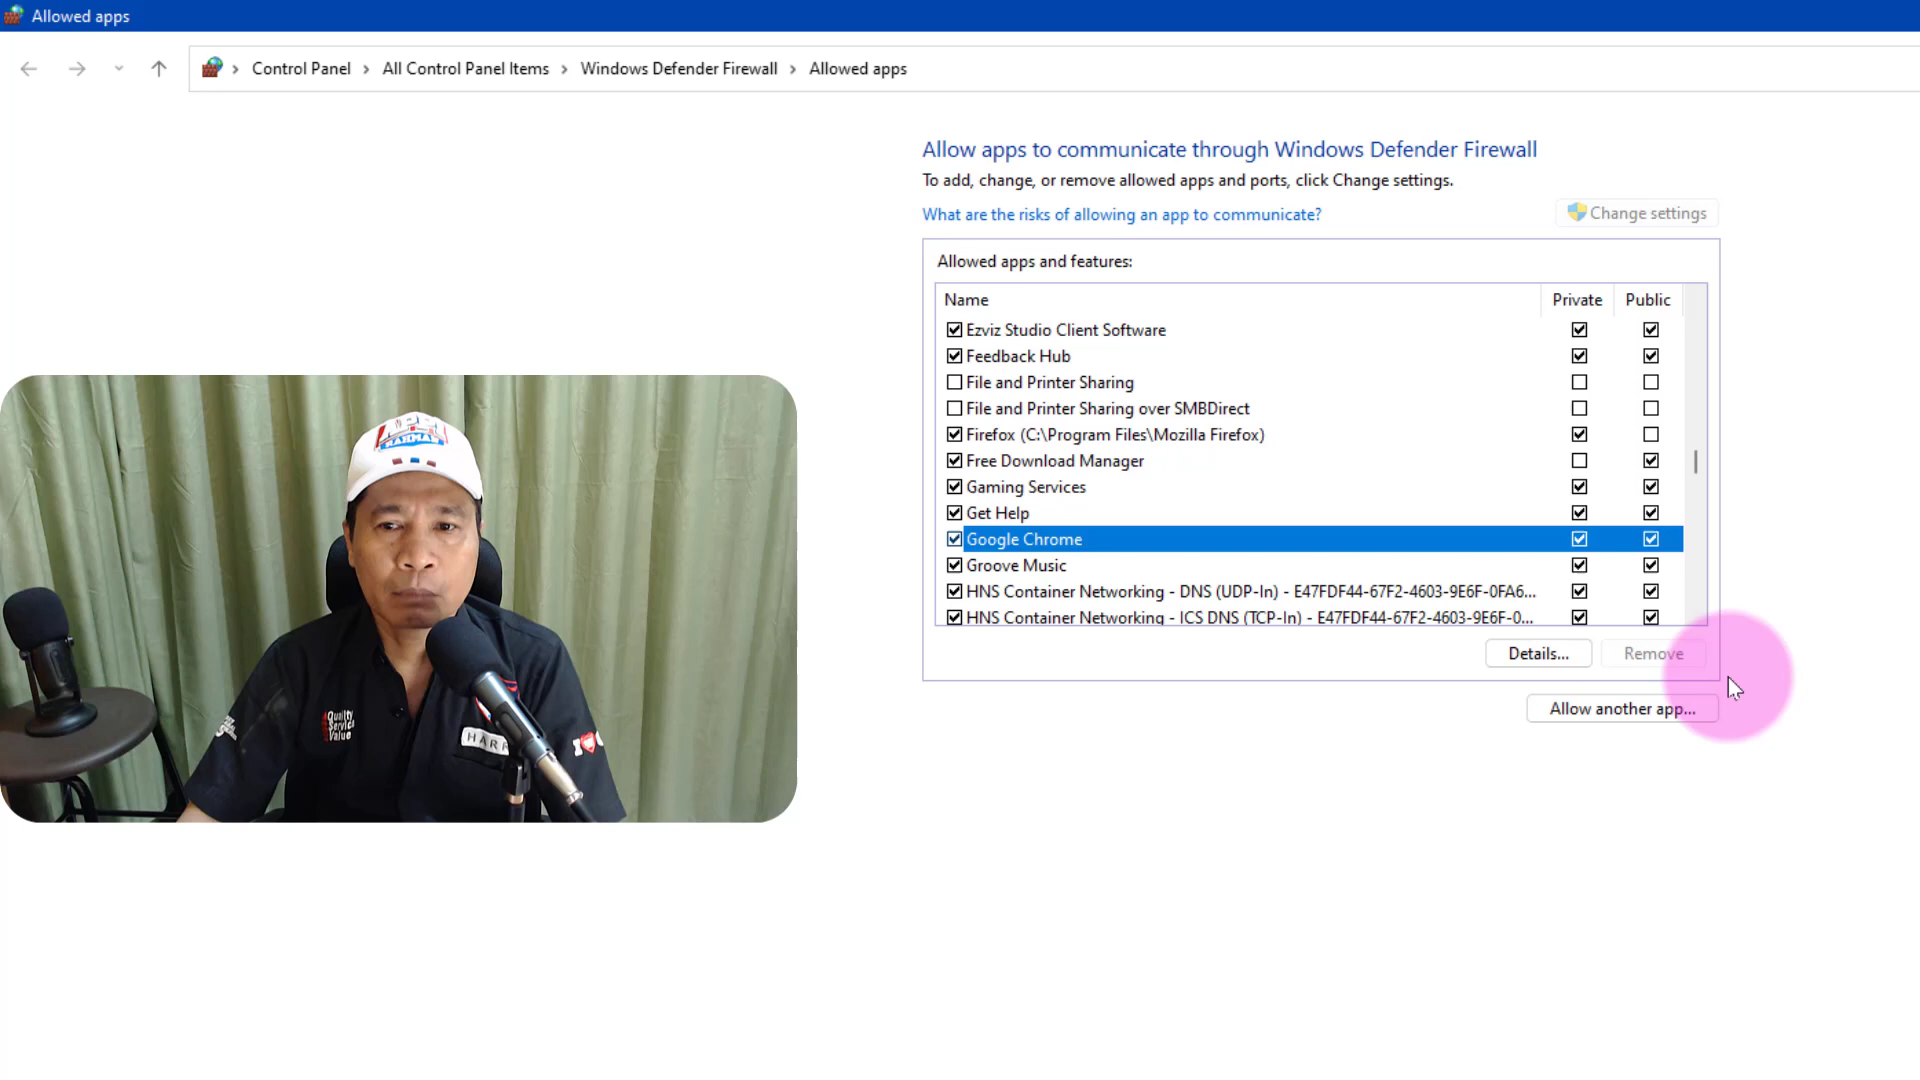 Allowed apps
Control Panel > All Control Panel Items > Windows Defender Firewall > Allowed apps
Allow apps to communicate through Windows Defender Firewall
To add, change, or remove allowed apps and ports, click Change settings.
What are the risks of allowing an app to communicate?
Change settings
Allowed apps and features:
Name Private Public
Ezviz Studio Client Software
Feedback Hub
File and Printer Sharing
File and Printer Sharing over SMBDirect
Firefox (C:\Program Files\Mozilla Firefox)
Free Download Manager
Gaming Services
Get Help
Google Chrome
Groove Music
HNS Container Networking - DNS (UDP-In) - E47FDF44-67F2-4603-9E6F-0FA6...
HNS Container Networking - ICS DNS (TCP-In) - E47FDF44-67F2-4603-9E6F-0...
Details... Remove
Allow another app...
Quality
Service
Value